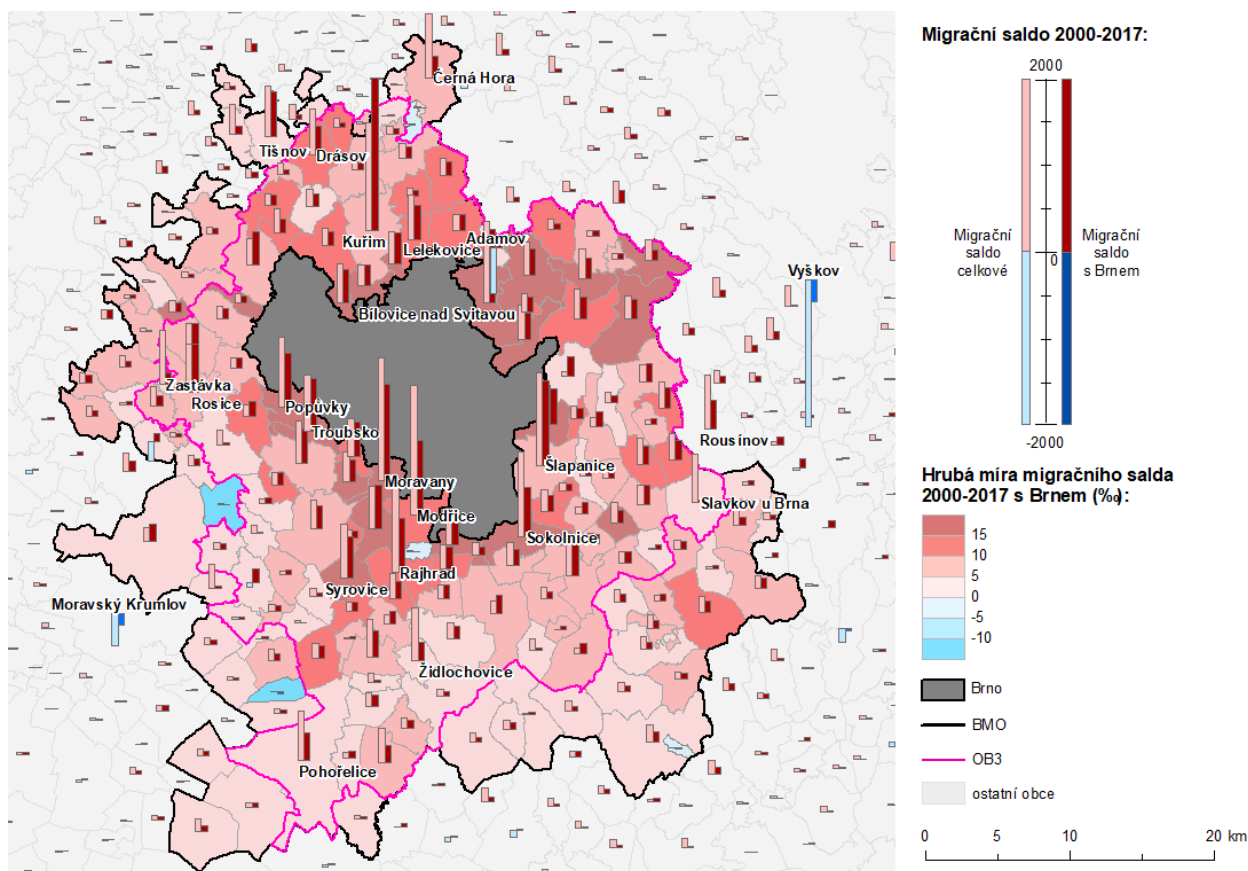 Černá Hora
Tišnov
Drásov
Kuřim
Lelekovice
Adamov
Vyškov
Bílovice nad Svitavou
Zastávka
Rosice
Popůvky
Troubsko
Rousínov
Šlapanice
Moravany
Slavkov u Brna
Modřice
Sokolnice
Rajhrad
Syrovice
Moravský Krumlov
Židlochovice
Pohořelice
Migrační saldo 2000-2017:
2000
Migrační
saldo
celkové
0
Migrační
saldo
s Brnem
-2000
Hrubá míra migračního salda
2000-2017 s Brnem (‰):
15
10
5
0
-5
-10
Brno
BMO
OB3
ostatní obce
0 5 10 20 km